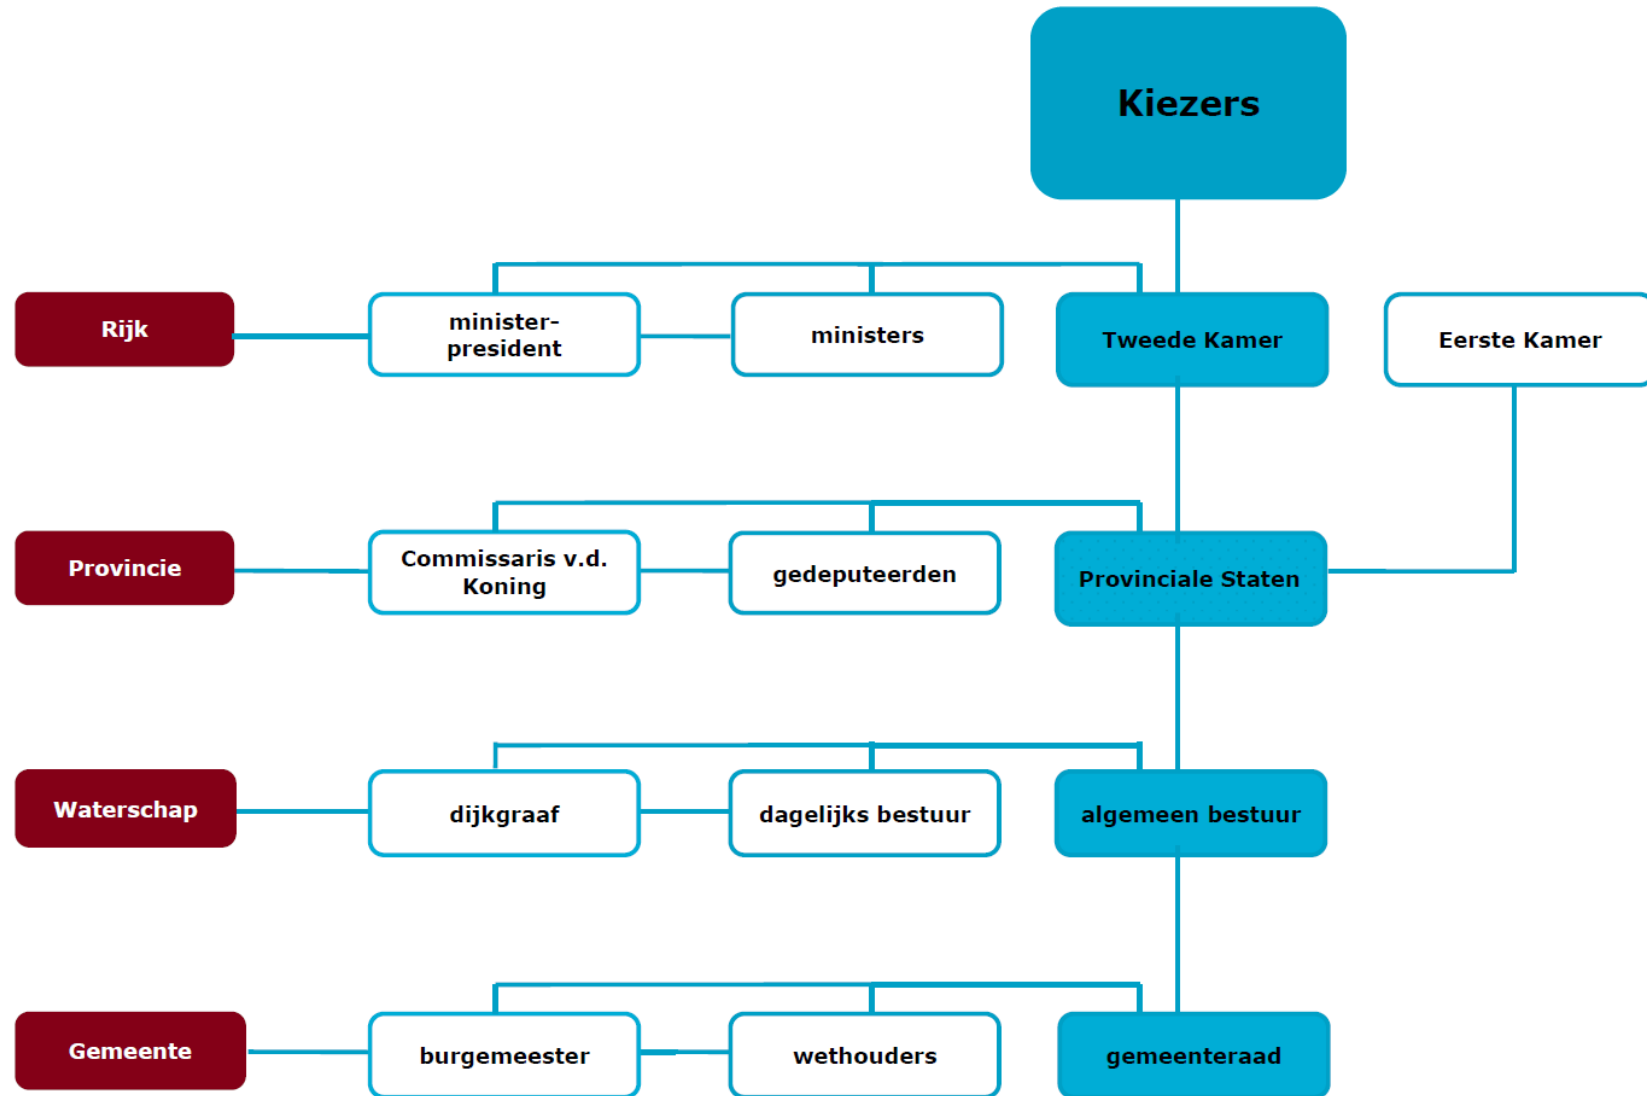 Kiezers
Rijk
minister-
president
ministers
Tweede Kamer
Eerste Kamer
Provincie
Commissaris v.d.
Koning
gedeputeerden
Provinciale Staten
Waterschap
dijkgraaf
dagelijks bestuur
algemeen bestuur
Gemeente
burgemeester
wethouders
gemeenteraad